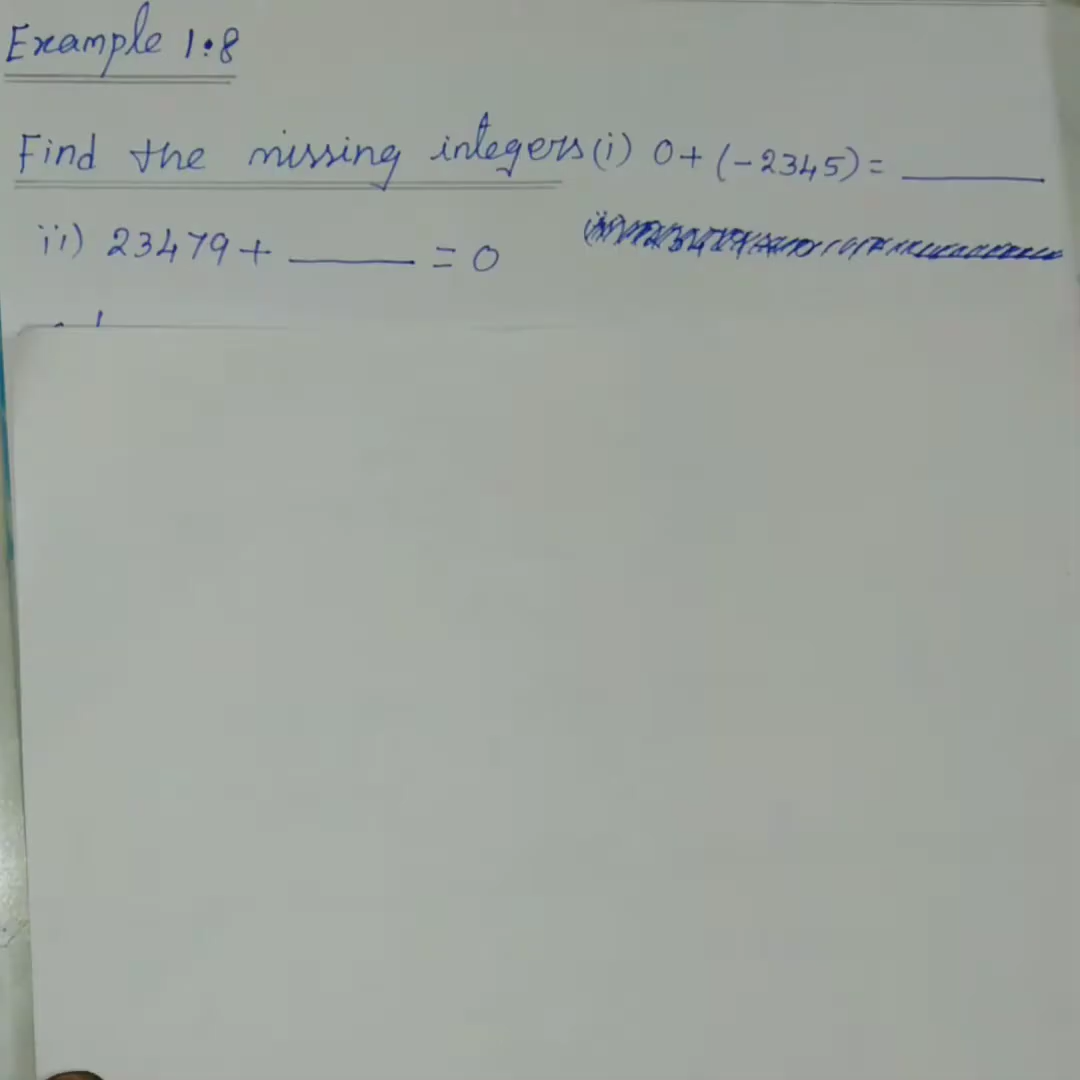 Example 1.8
Find the missing integers (i) 0 + (-2345) = ______
ii) 23479 + ______ = 0